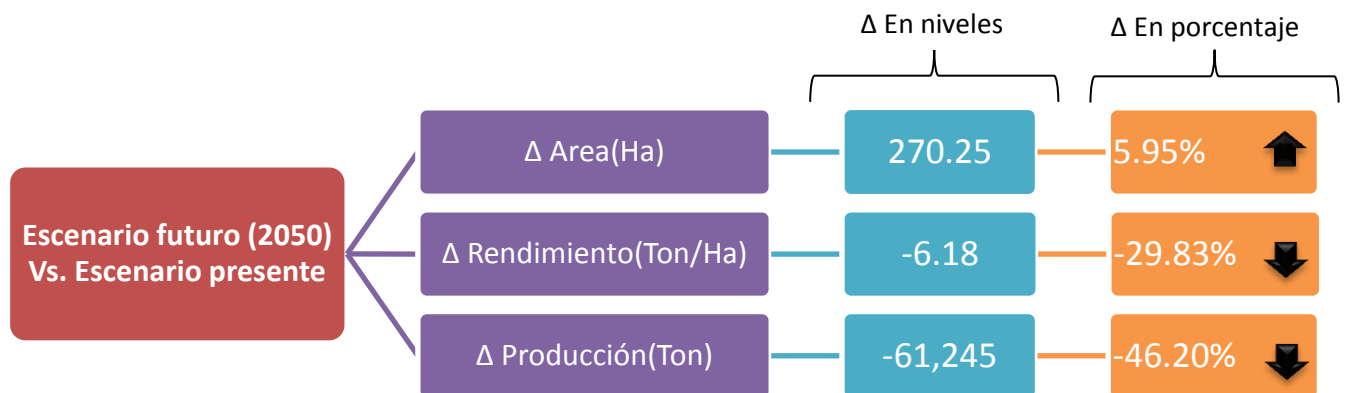 Δ En niveles
Δ En porcentaje
Δ Area(Ha)
270.25
5.95%
Escenario futuro (2050)
Vs. Escenario presente
Δ Rendimiento(Ton/Ha)
-6.18
-29.83%
Δ Producción(Ton)
-61,245
-46.20%